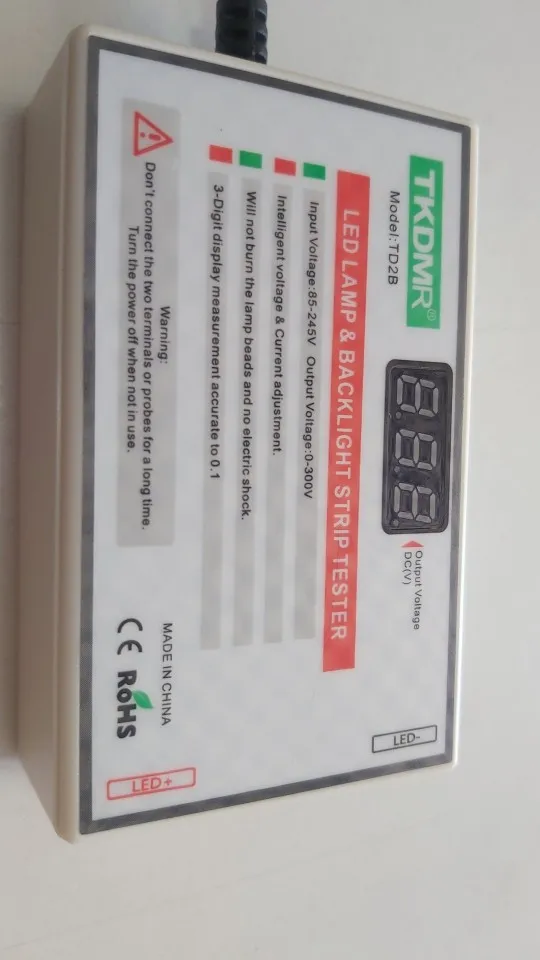 TKDMR®
Model:TD2B
Output Voltage
DC(V)
LED LAMP & BACKLIGHT STRIP TESTER
Input Voltage:85-245V Output Voltage:0-300V
Intelligent voltage & Current adjustment.
Will not burn the lamp beads and no electric shock.
3-Digit display measurement accurate to 0.1
Warning:
Don't connect the two terminals or probes for a long time.
Turn the power off when not in use.
LED-
MADE IN CHINA
CE RoHS
LED+